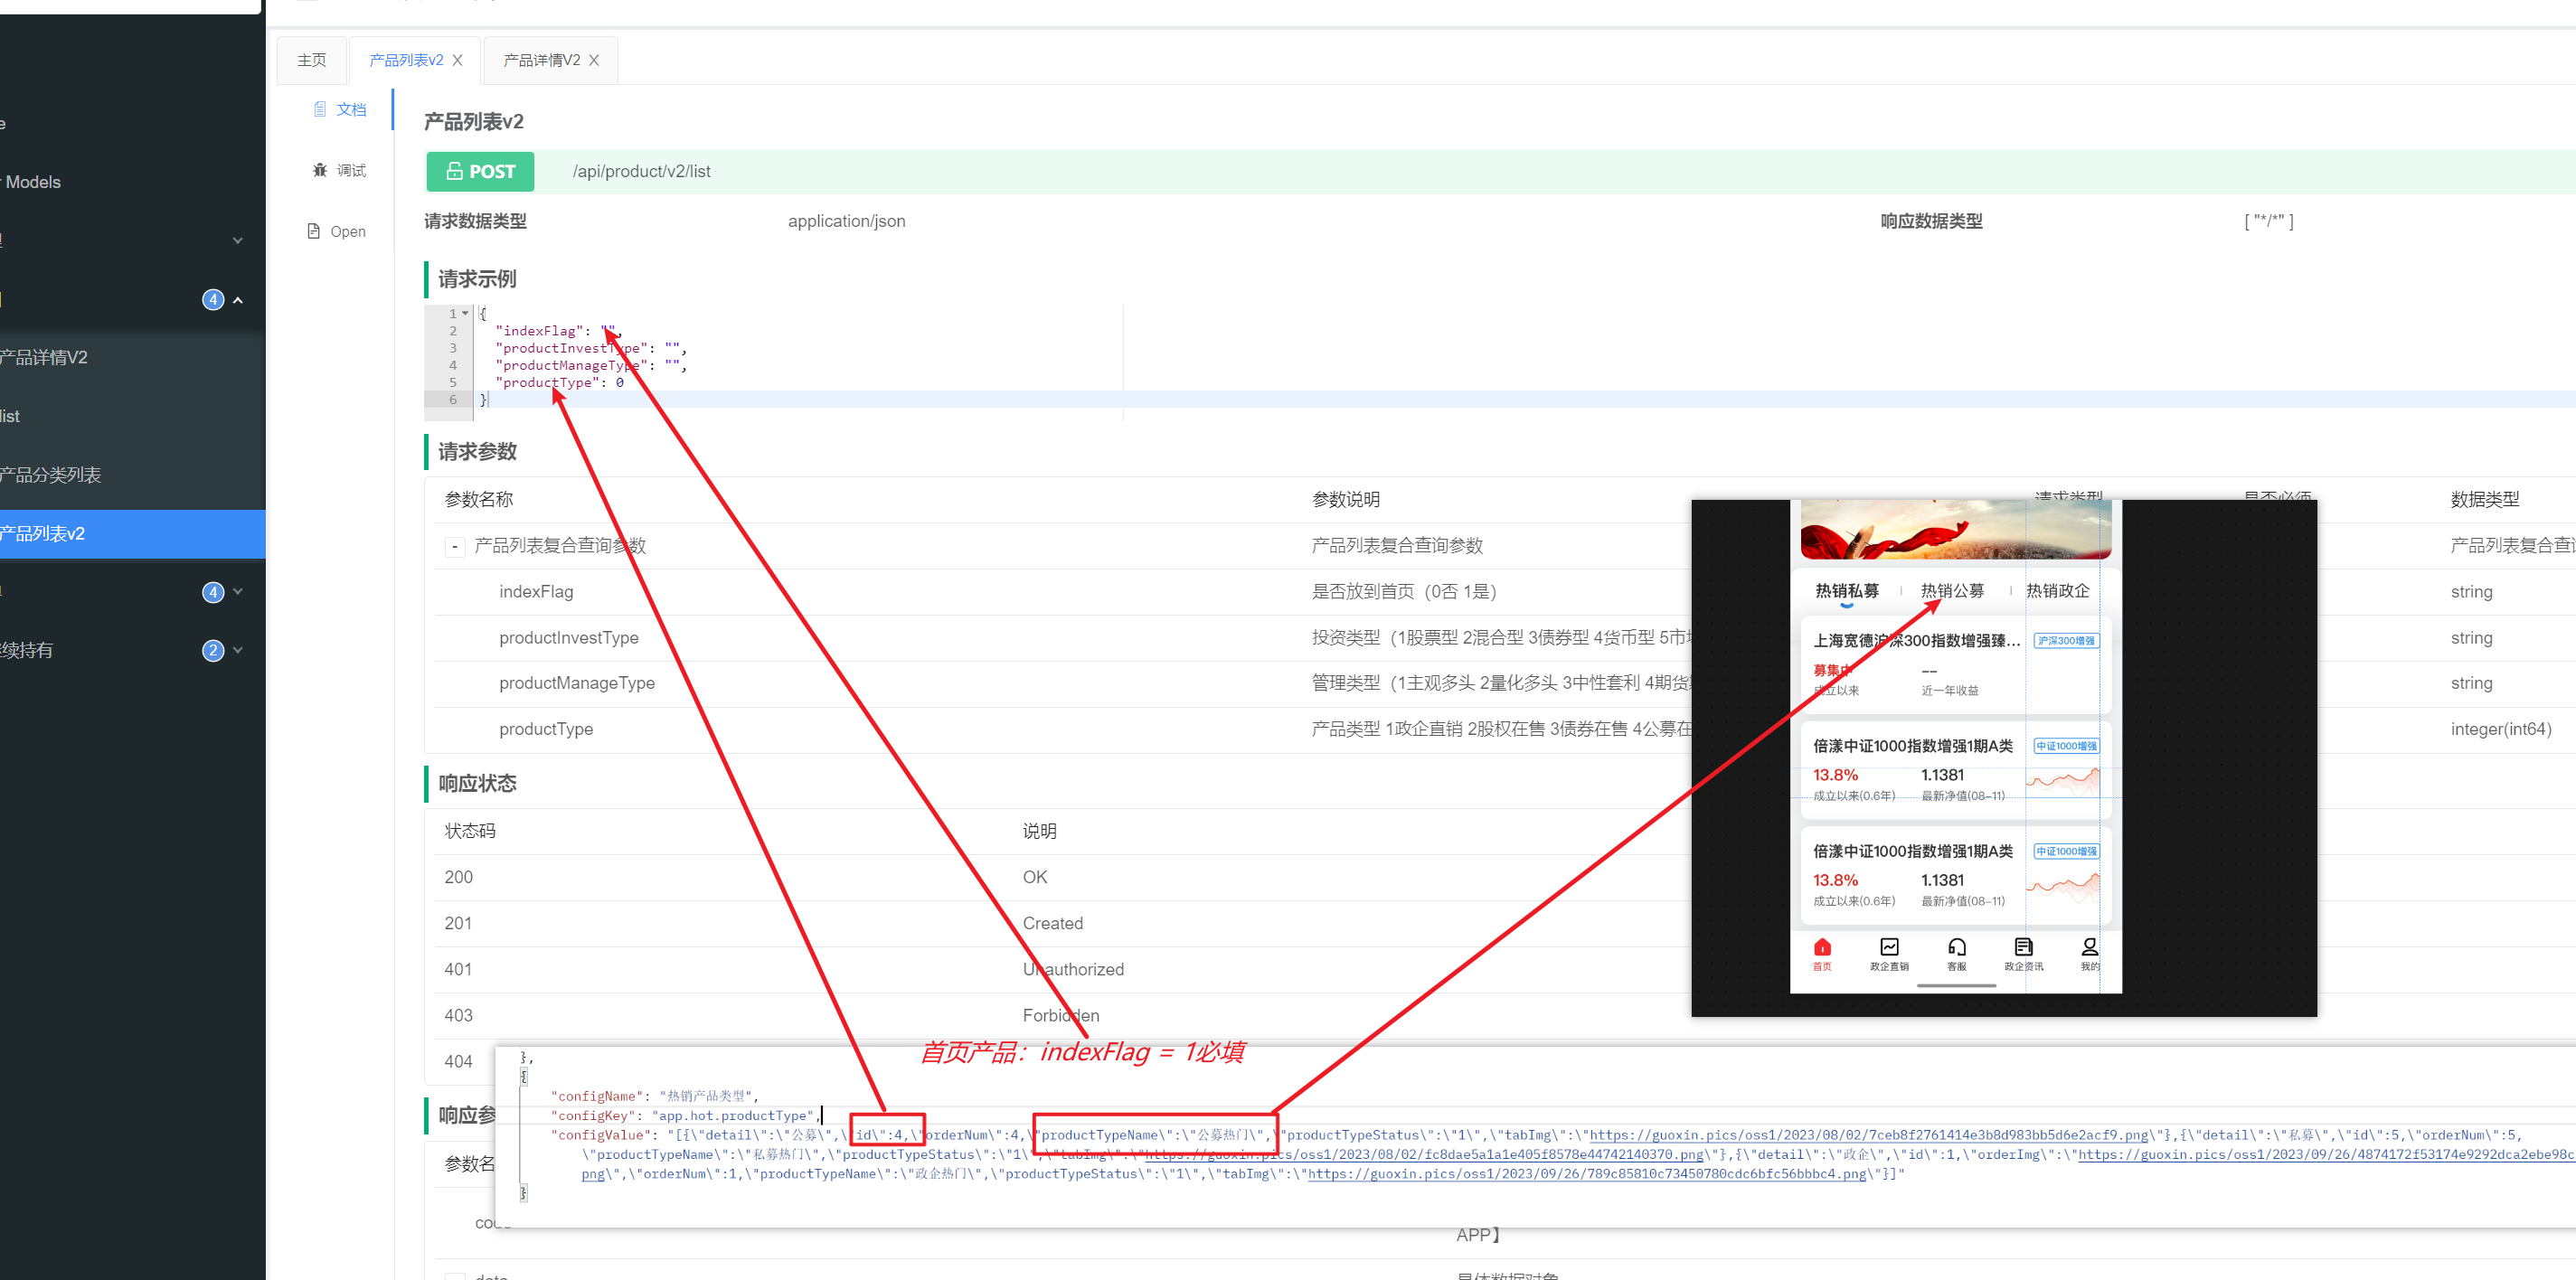 主页
产品列表v2 X
产品详情V2 X
文档
调试
Open
Models
4
产品详情V2
list
产品分类列表
产品列表v2
4
续持有
2
产品列表v2
POST
/api/product/v2/list
请求数据类型
application/json
响应数据类型
[ "*/*" ]
请求示例
1 {
2 "indexFlag": "",
3 "productInvestType": "",
4 "productManageType": "",
5 "productType": 0
6 }
请求参数
参数名称
参数说明
请求类型
是否必须
数据类型
- 产品列表复合查询参数
产品列表复合查询参数
产品列表复合查
indexFlag
是否放到首页（0否 1是）
string
productInvestType
投资类型（1股票型 2混合型 3债券型 4货币型 5市
string
productManageType
管理类型（1主观多头 2量化多头 3中性套利 4期货
string
productType
产品类型 1政企直销 2股权在售 3债券在售 4公募在
integer(int64)
热销私募
热销公募
热销政企
上海宽德沪深300指数增强臻...
沪深300增强
募集中
--
成立以来
近一年收益
倍漾中证1000指数增强1期A类
中证1000增强
13.8%
1.1381
成立以来(0.6年)
最新净值(08-11)
倍漾中证1000指数增强1期A类
中证1000增强
13.8%
1.1381
成立以来(0.6年)
最新净值(08-11)
首页
政企直销
客服
政企资讯
我的
响应状态
状态码
说明
200
OK
201
Created
401
Unauthorized
403
Forbidden
404
首页产品：indexFlag = 1必填
},
{
"configName": "热销产品类型",
"configKey": "app.hot.productType",
"configValue": "[{\"detail\":\"公募\",\"id\":4,\"orderNum\":4,\"productTypeName\":\"公募热门\",\"productTypeStatus\":\"1\",\"tabImg\":\"https://guoxin.pics/oss1/2023/08/02/7ceb8f2761414e3b8d983bb5d6e2acf9.png\"},{\"detail\":\"私募\",\"id\":5,\"orderNum\":5,
\"productTypeName\":\"私募热门\",\"productTypeStatus\":\"1\",\"tabImg\":\"https://guoxin.pics/oss1/2023/08/02/fc8dae5a1a1e405f8578e44742140370.png\"},{\"detail\":\"政企\",\"id\":1,\"orderImg\":\"https://guoxin.pics/oss1/2023/09/26/4874172f53174e9292dca2ebe98c
png\",\"orderNum\":1,\"productTypeName\":\"政企热门\",\"productTypeStatus\":\"1\",\"tabImg\":\"https://guoxin.pics/oss1/2023/09/26/789c85810c73450780cdc6bfc56bbbc4.png\"}]"
}
响应参
参数名
code
APP】
data
具体数据对象